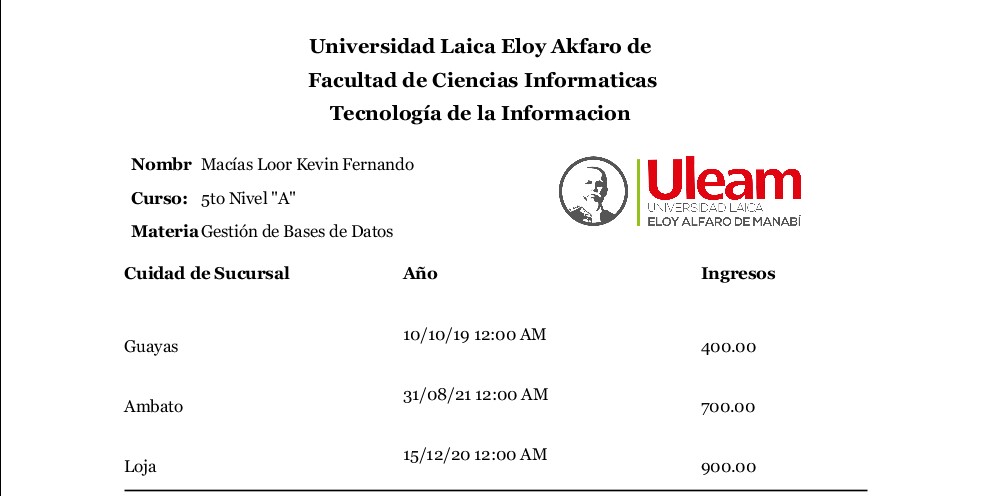 Universidad Laica Eloy Akfaro de
Facultad de Ciencias Informaticas
Tecnología de la Informacion
Nombr Macías Loor Kevin Fernando
Curso: 5to Nivel "A"
Materia Gestión de Bases de Datos
Uleam
UNIVERSIDAD LAICA
ELOY ALFARO DE MANABÍ
Cuidad de Sucursal Año Ingresos
Guayas 10/10/19 12:00 AM 400.00
Ambato 31/08/21 12:00 AM 700.00
Loja 15/12/20 12:00 AM 900.00